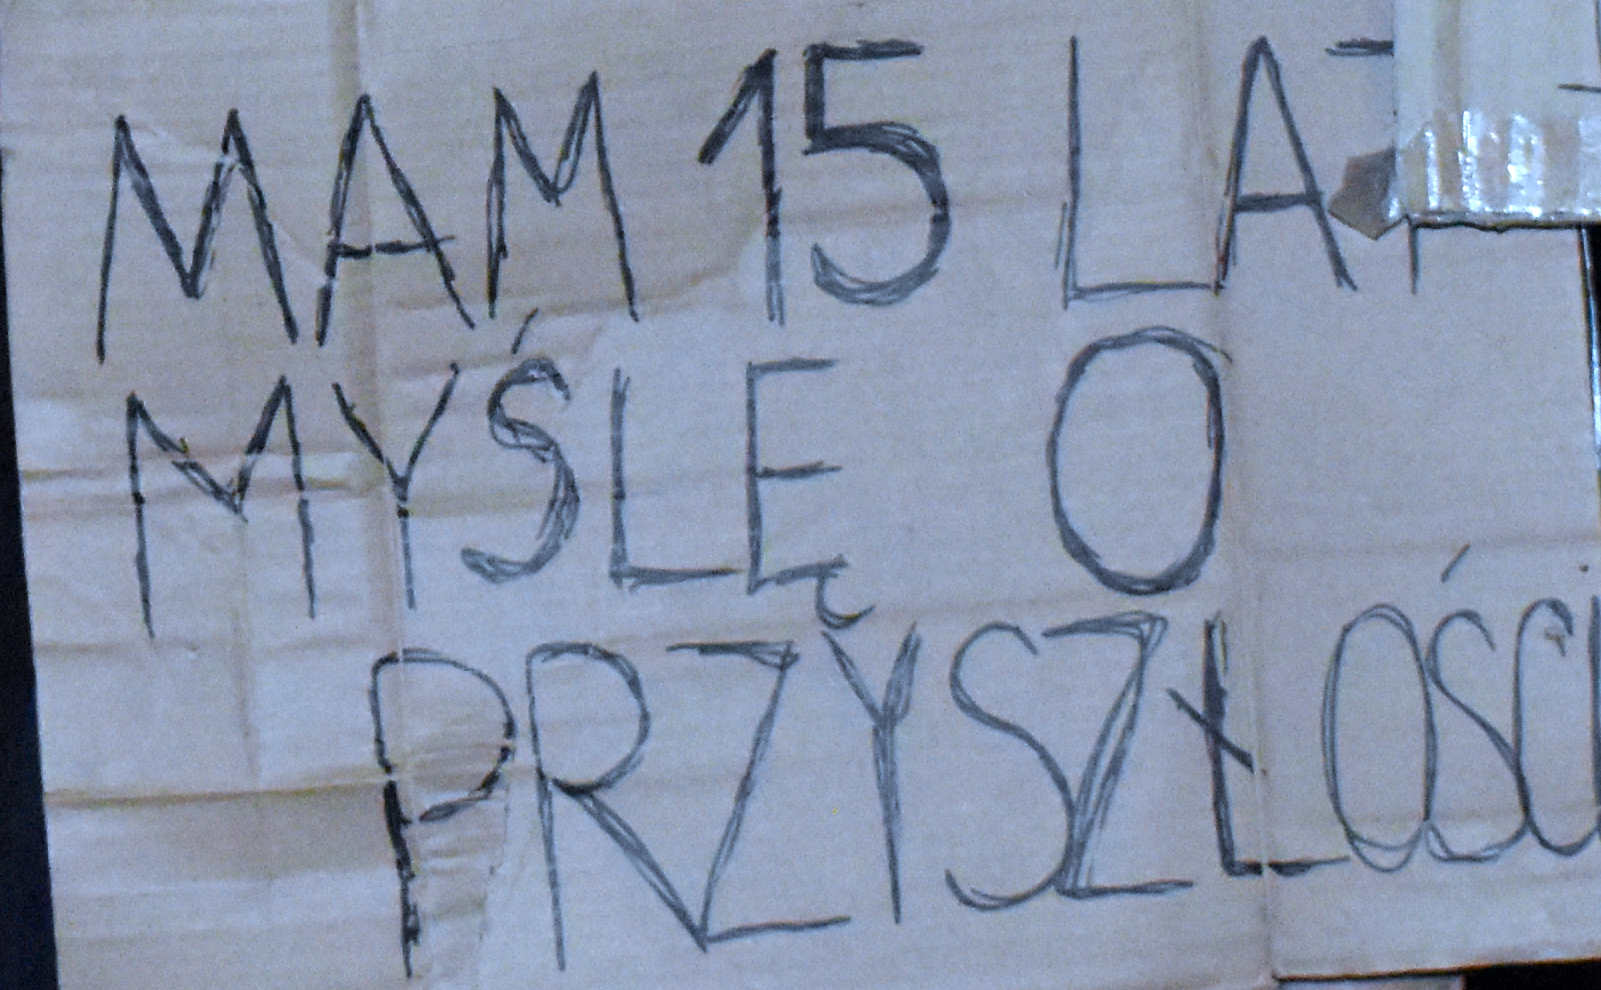 MAM 15 LAT
MYŚLĘ O
PRZYSZŁOŚCI